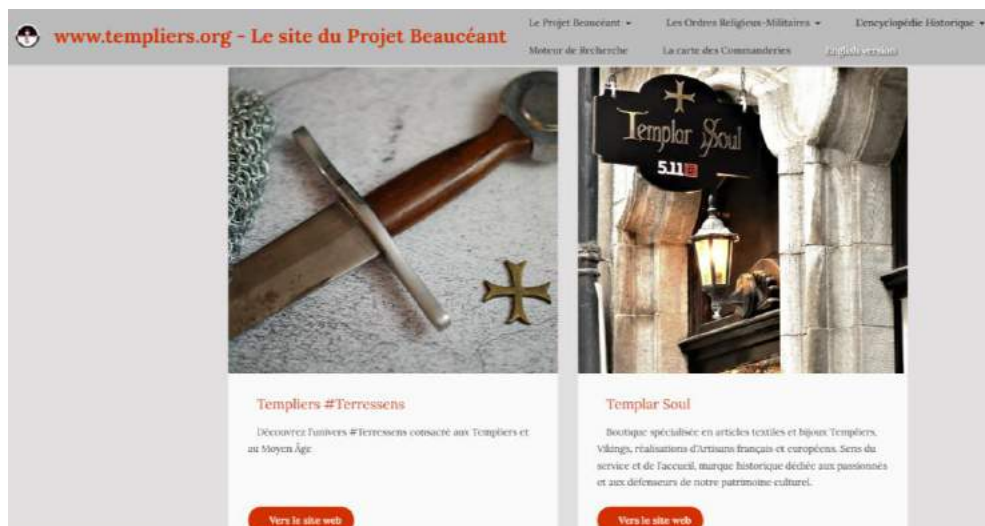 www.templiers.org - Le site du Projet Beaucéant
Le Projet Beaucéant
Les Ordres Religieux-Militaires
L'encyclopédie Historique
Moteur de Recherche
La carte des Commanderies
English version
Templar Soul
5.11
Templiers #Terressens
Découvrez l'univers #Terressens consacré aux Templiers et
au Moyen Âge
Vers le site web
Templar Soul
Boutique spécialisée en articles textiles et bijoux Templiers,
Vikings, réalisations d'Artisans français et européens. Sens du
service et de l'accueil, marque historique dédiée aux passionnés
et aux défenseurs de notre patrimoine culturel.
Vers le site web